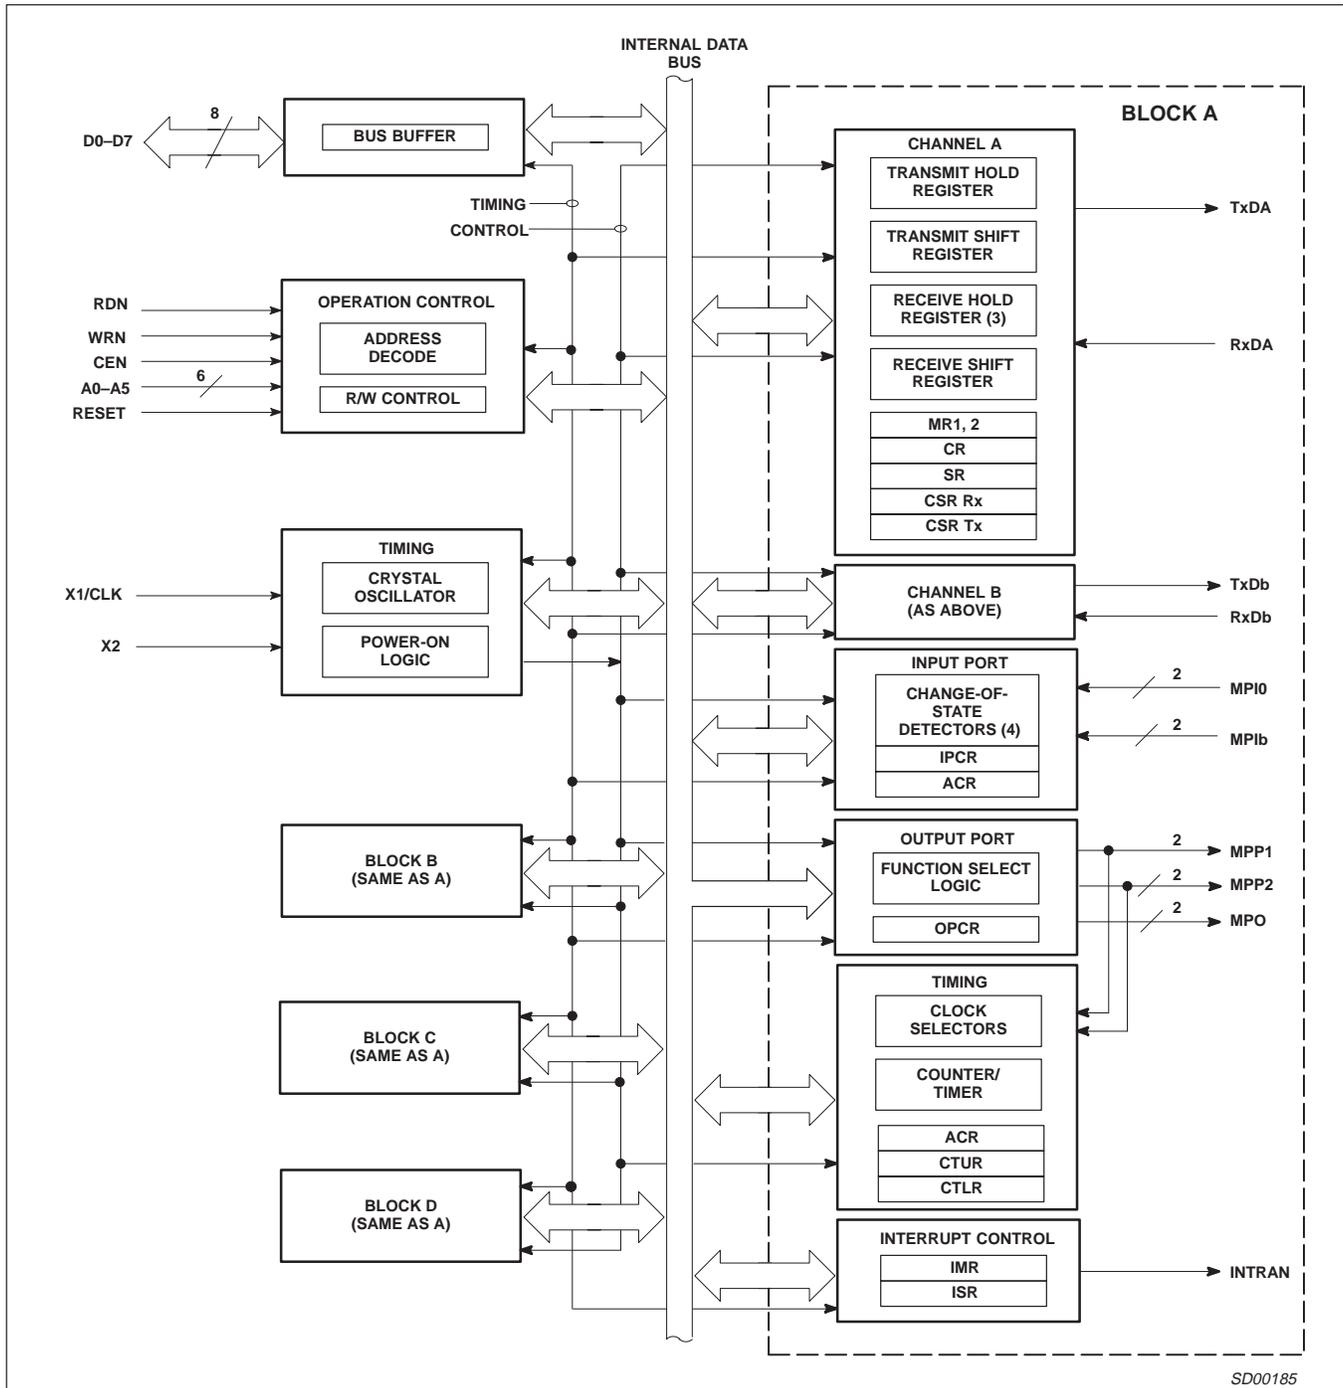 INTERNAL DATA
BUS
D0–D7
8
BUS BUFFER
TIMING
CONTROL
RDN
WRN
CEN
A0–A5
6
RESET
OPERATION CONTROL
ADDRESS
DECODE
R/W CONTROL
X1/CLK
X2
TIMING
CRYSTAL
OSCILLATOR
POWER-ON
LOGIC
BLOCK B
(SAME AS A)
BLOCK C
(SAME AS A)
BLOCK D
(SAME AS A)
BLOCK A
CHANNEL A
TRANSMIT HOLD
REGISTER
TRANSMIT SHIFT
REGISTER
RECEIVE HOLD
REGISTER (3)
RECEIVE SHIFT
REGISTER
MR1, 2
CR
SR
CSR Rx
CSR Tx
TxDA
RxDA
CHANNEL B
(AS ABOVE)
TxDb
RxDb
INPUT PORT
CHANGE-OF-
STATE
DETECTORS (4)
IPCR
ACR
2
MPI0
2
MPIb
OUTPUT PORT
FUNCTION SELECT
LOGIC
OPCR
2
MPP1
2
MPP2
2
MPO
TIMING
CLOCK
SELECTORS
COUNTER/
TIMER
ACR
CTUR
CTLR
INTERRUPT CONTROL
IMR
ISR
INTRAN
SD00185